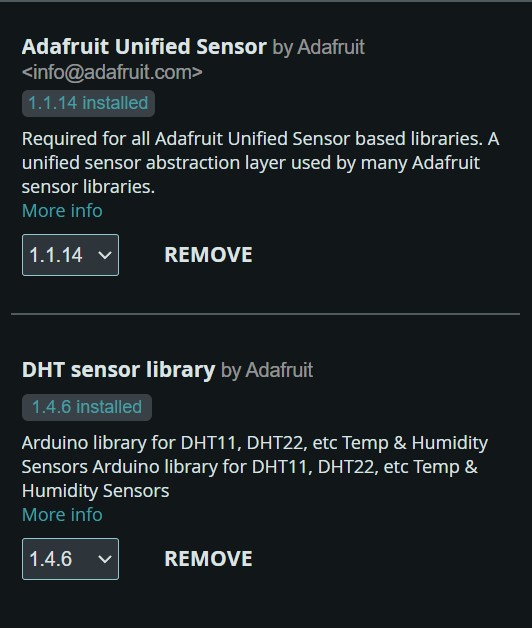 Adafruit Unified Sensor by Adafruit
<info@adafruit.com>
1.1.14 installed
Required for all Adafruit Unified Sensor based libraries. A
unified sensor abstraction layer used by many Adafruit
sensor libraries.
More info
1.1.14 REMOVE
DHT sensor library by Adafruit
1.4.6 installed
Arduino library for DHT11, DHT22, etc Temp & Humidity
Sensors Arduino library for DHT11, DHT22, etc Temp &
Humidity Sensors
More info
1.4.6 REMOVE